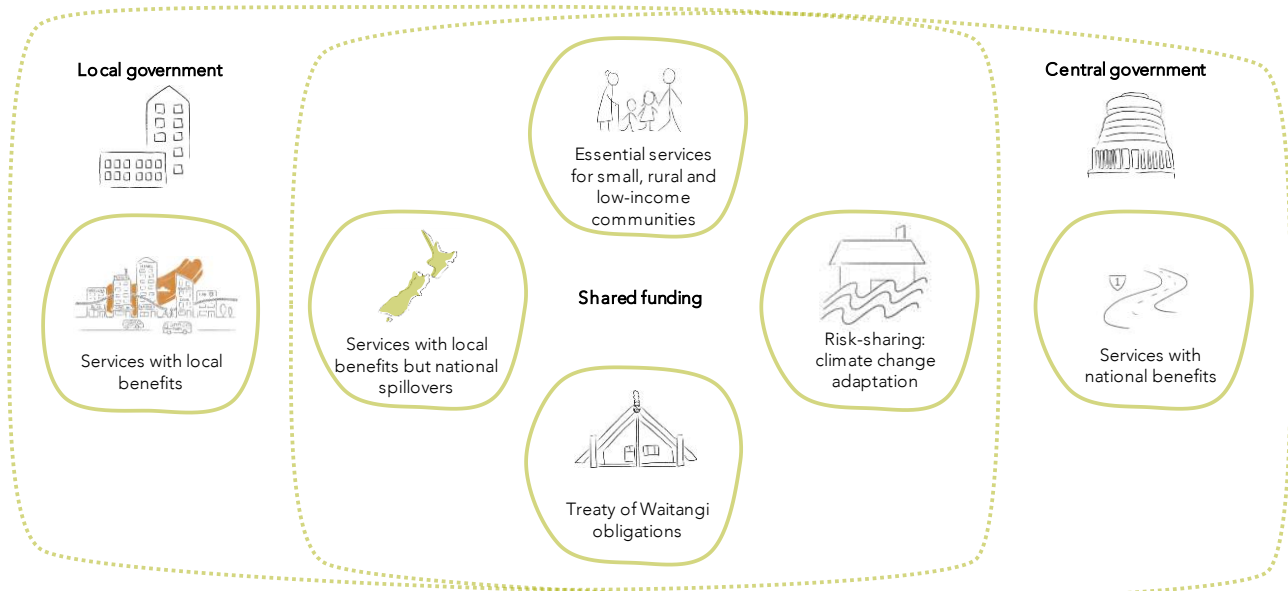 Local government
Central government
Essential services
for small, rural and
low-income
communities
Services with local
benefits
Services with local
benefits but national
spillovers
Shared funding
Risk-sharing:
climate change
adaptation
1
Services with
national benefits
Treaty of Waitangi
obligations